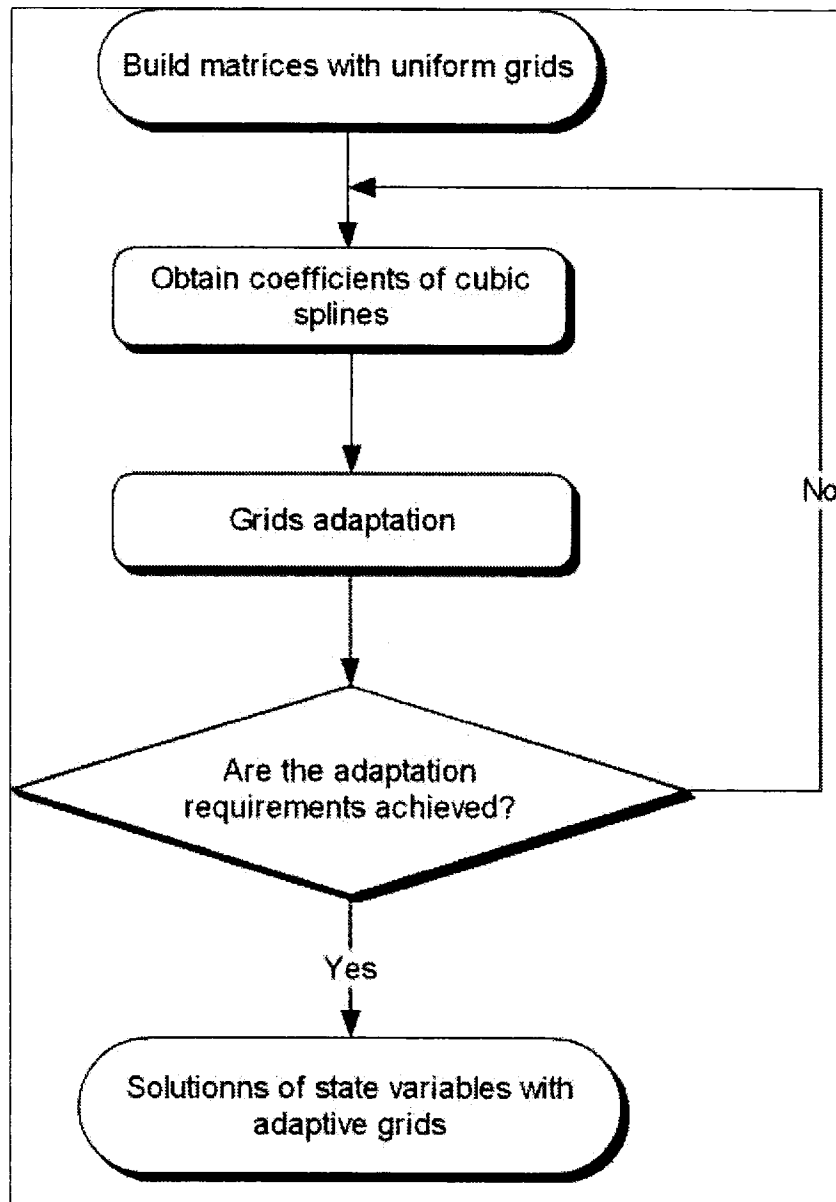 Build matrices with uniform grids
Obtain coefficients of cubic
splines
Grids adaptation
No
Are the adaptation
requirements achieved?
Yes
Solutionns of state variables with
adaptive grids